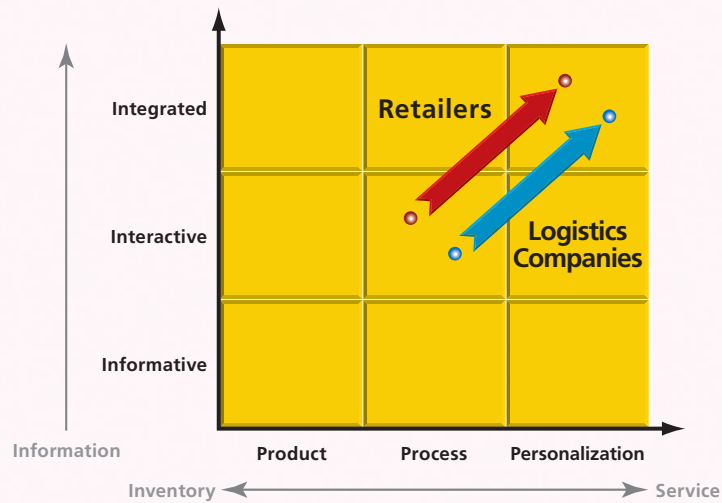 Integrated
Retailers
Interactive
Logistics
Companies
Informative
Information
Product Process Personalization
Inventory Service